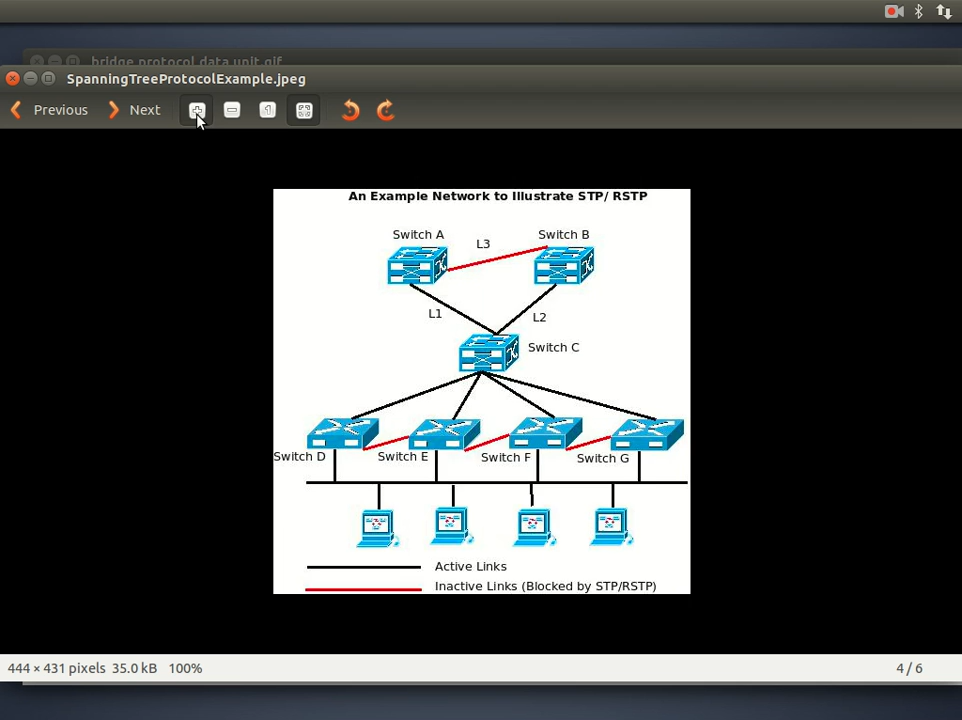 bridge protocol data unit.gif
SpanningTreeProtocolExample.jpeg
Previous Next
An Example Network to Illustrate STP/ RSTP
Switch A
L3
Switch B
L1
L2
Switch C
Switch D
Switch E
Switch F
Switch G
Active Links
Inactive Links (Blocked by STP/RSTP)
444 × 431 pixels 35.0 kB 100%
4 / 6